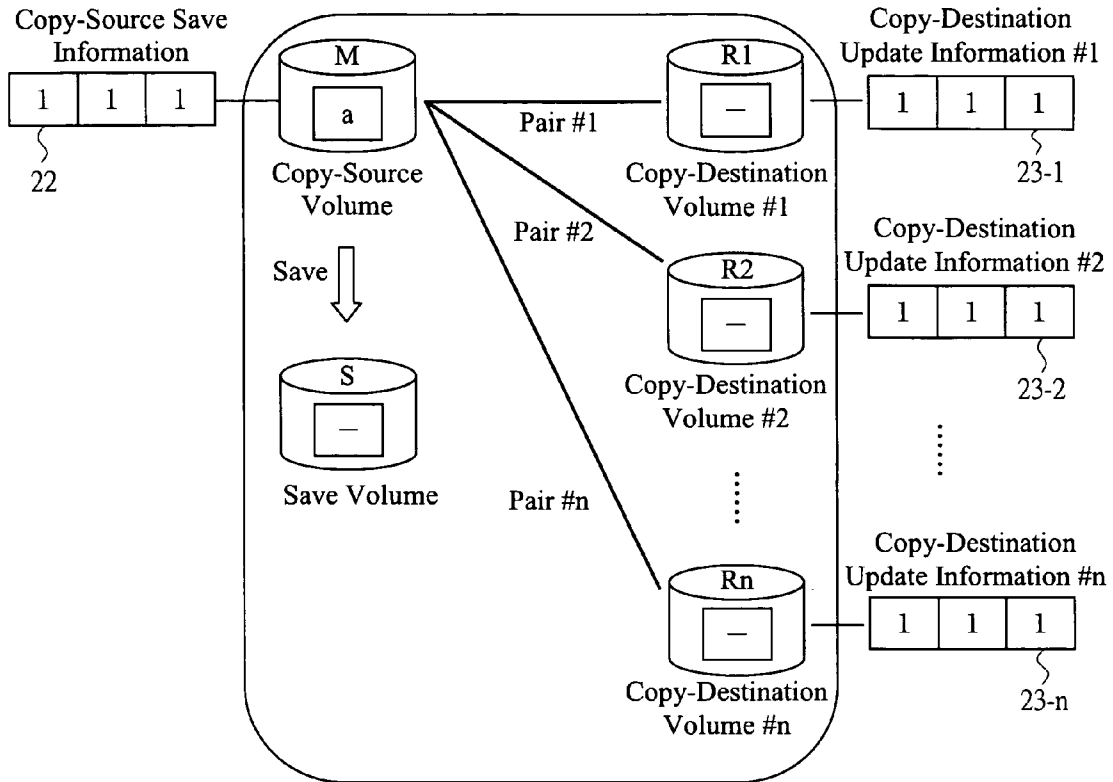 Copy-Source Save
Information
1 1 1
22
M
a
Copy-Source
Volume
Save
S
–
Save Volume
Pair #1
Pair #2
Pair #n
R1
–
Copy-Destination
Volume #1
R2
–
Copy-Destination
Volume #2
Rn
–
Copy-Destination
Volume #n
Copy-Destination
Update Information #1
1 1 1
23-1
Copy-Destination
Update Information #2
1 1 1
23-2
Copy-Destination
Update Information #n
1 1 1
23-n